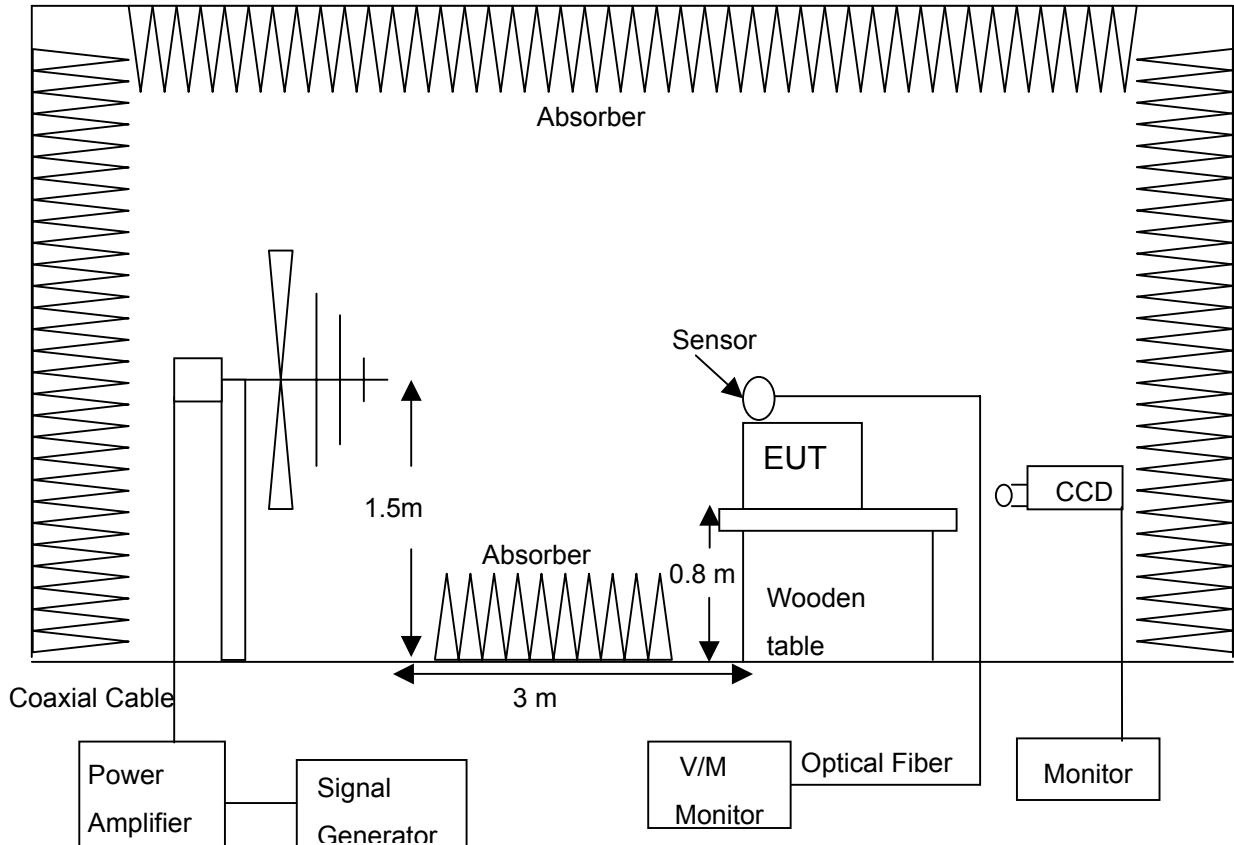 Absorber
Sensor
EUT
CCD
1.5m
Absorber
0.8 m
Wooden
table
3 m
Coaxial Cable
Power
Amplifier
Signal
Generator
V/M
Monitor
Optical Fiber
Monitor